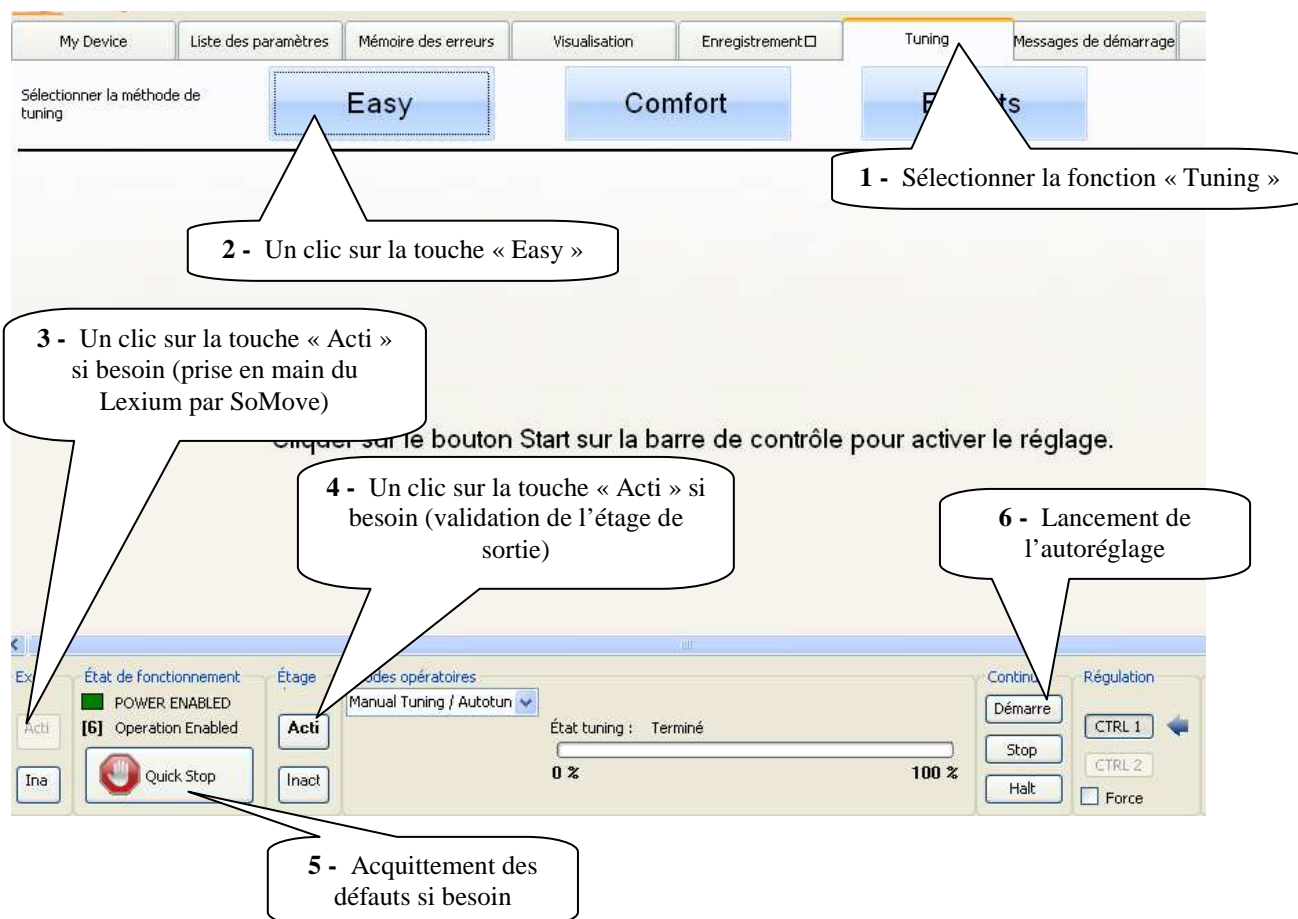 My Device
Liste des paramètres
Mémoire des erreurs
Visualisation
Enregistrement
Tuning
Messages de démarrage
Sélectionner la méthode de
tuning
Easy
Comfort
1 - Sélectionner la fonction « Tuning »
2 - Un clic sur la touche « Easy »
3 - Un clic sur la touche « Acti »
si besoin (prise en main du
Lexium par SoMove)
sur le bouton Start sur la barre de contrôle pour activer le réglage.
4 - Un clic sur la touche « Acti » si
besoin (validation de l'étage de
sortie)
6 - Lancement de
l'autoréglage
État de fonctionnement
Étage
odes opératoires
Continu
Régulation
POWER ENABLED
Manual Tuning / Autotun
Démarre
Acti
[6] Operation Enabled
Acti
État tuning : Terminé
CTRL 1
Stop
Ina
Quick Stop
Inact
0 %
100 %
CTRL 2
Halt
Force
5 - Acquittement des
défauts si besoin